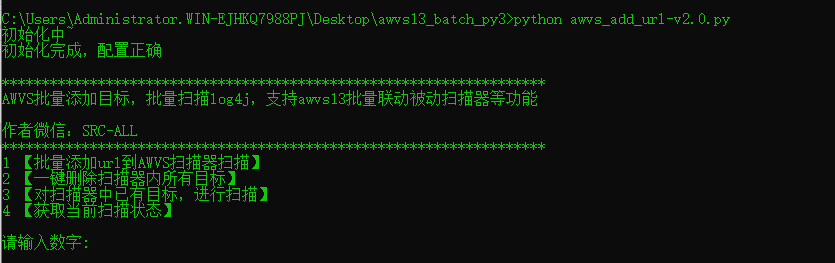 C:\Users\Administrator.WIN-EJHKQ7988PJ\Desktop\awvs13_batch_py3>python awvs_add_url-v2.0.py
初始化中~
初始化完成，配置正确
********************************************************************
AWVS批量添加目标，批量扫描log4j，支持awvs13批量联动被动扫描器等功能
作者微信：SRC-ALL
********************************************************************
1 【批量添加url到AWVS扫描器扫描】
2 【一键删除扫描器内所有目标】
3 【对扫描器中已有目标，进行扫描】
4 【获取当前扫描状态】
请输入数字: